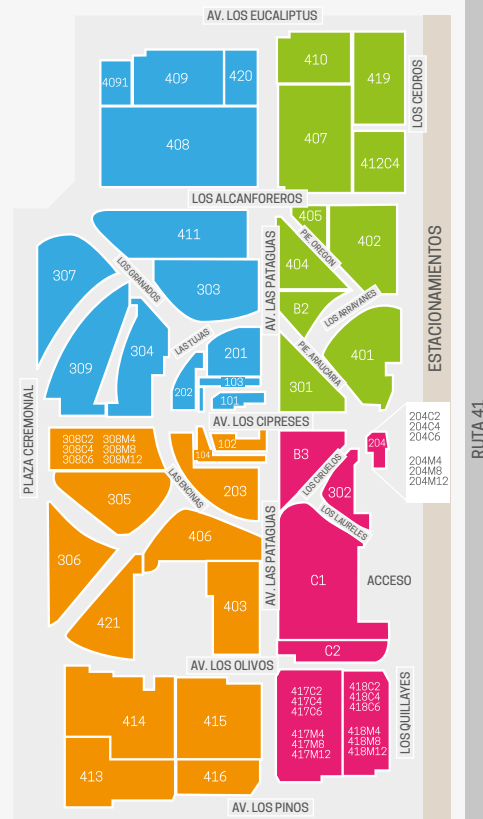 AV. LOS EUCALIPTUS
4091
409
420
408
410
419
407
412C4
LOS CEDROS
LOS ALCANFOREROS
411
307
LOS GRANADOS
303
309
304
LAS TUJAS
201
202
103
101
405
402
PIE. OREGON
404
AV. LAS PATAGUAS
B2
LOS ARRAYANES
401
PIE. ARAUCARIA
301
ESTACIONAMIENTOS
RUTA 41
PLAZA CEREMONIAL
AV. LOS CIPRESES
308C2 308M4
308C4 308M8
308C6 308M12
102
104
LAS ENCINAS
203
305
406
306
421
403
AV. LAS PATAGUAS
B3
LOS CIRUELOS
204
204C2
204C4
204C6
204M4
204M8
204M12
302
LOS LAURELES
C1
ACCESO
C2
AV. LOS OLIVOS
414
415
413
416
417C2
417C4
417C6
417M4
417M8
417M12
418C2
418C4
418C6
418M4
418M8
418M12
LOS QUILLAYES
AV. LOS PINOS